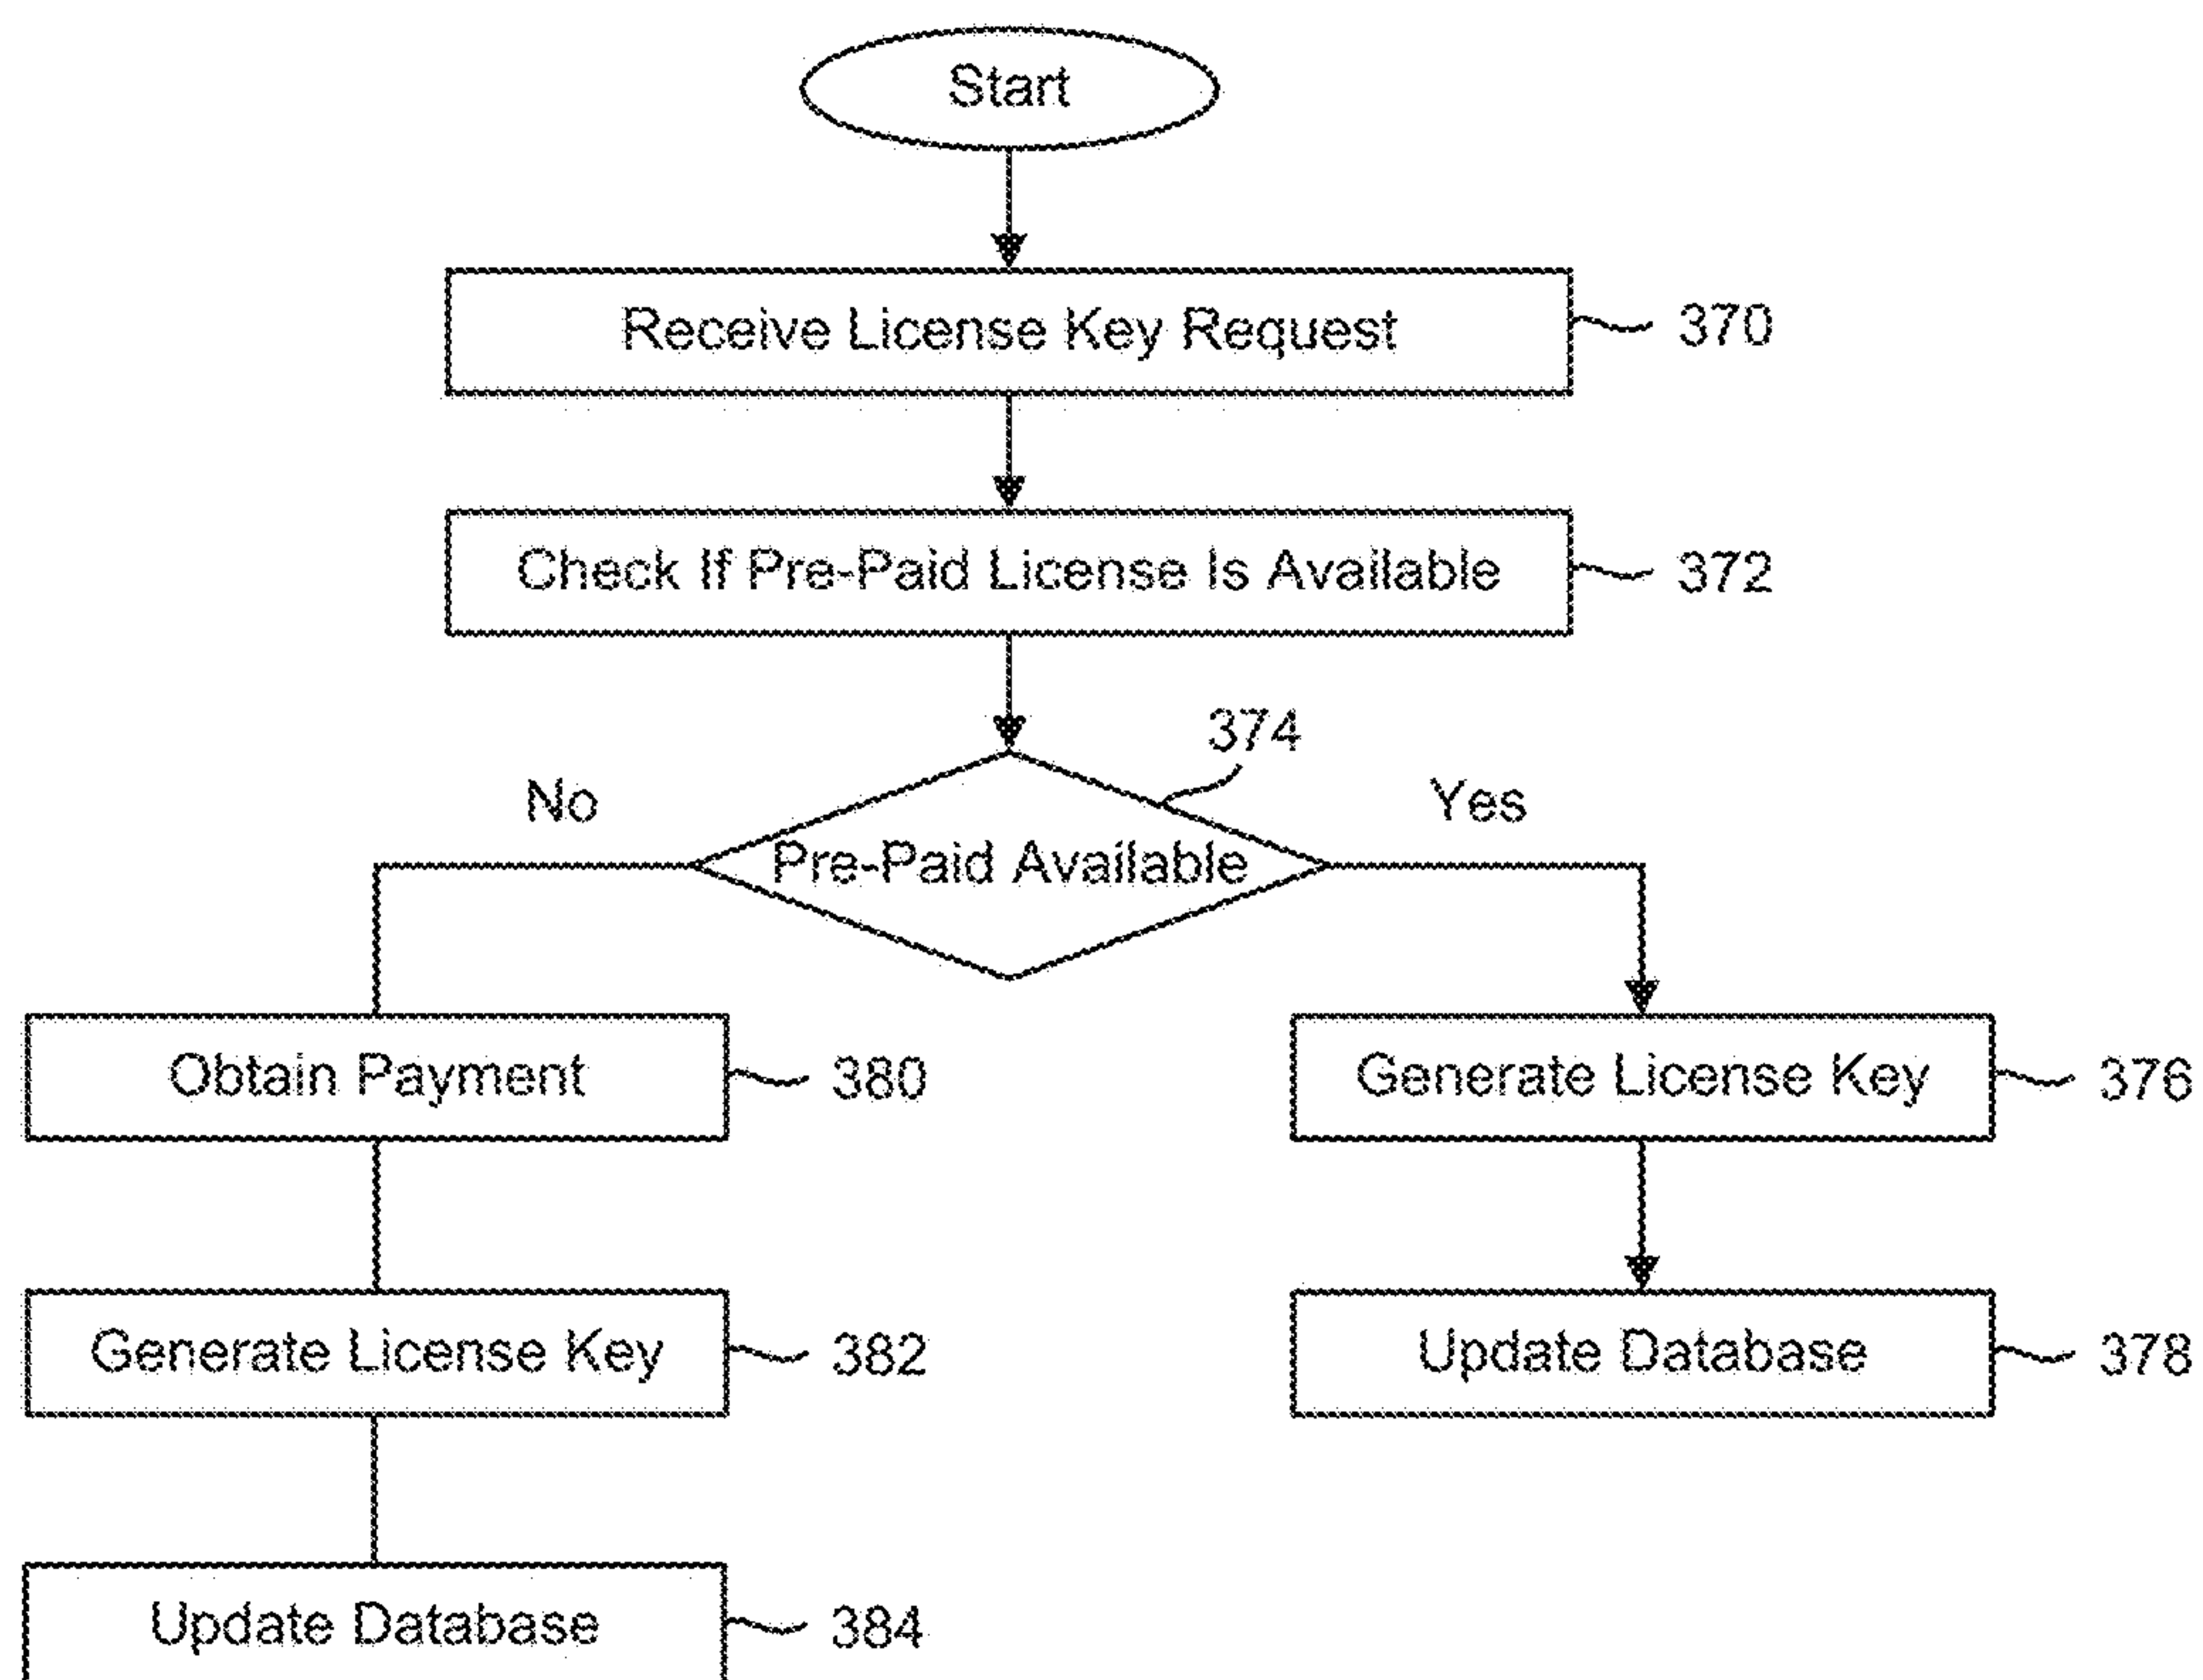 Start
Receive License Key Request
370
Check If Pre-Paid License Is Available
372
374
No
Yes
Pre-Paid Available
Obtain Payment
380
Generate License Key
376
Generate License Key
382
Update Database
378
Update Database
384